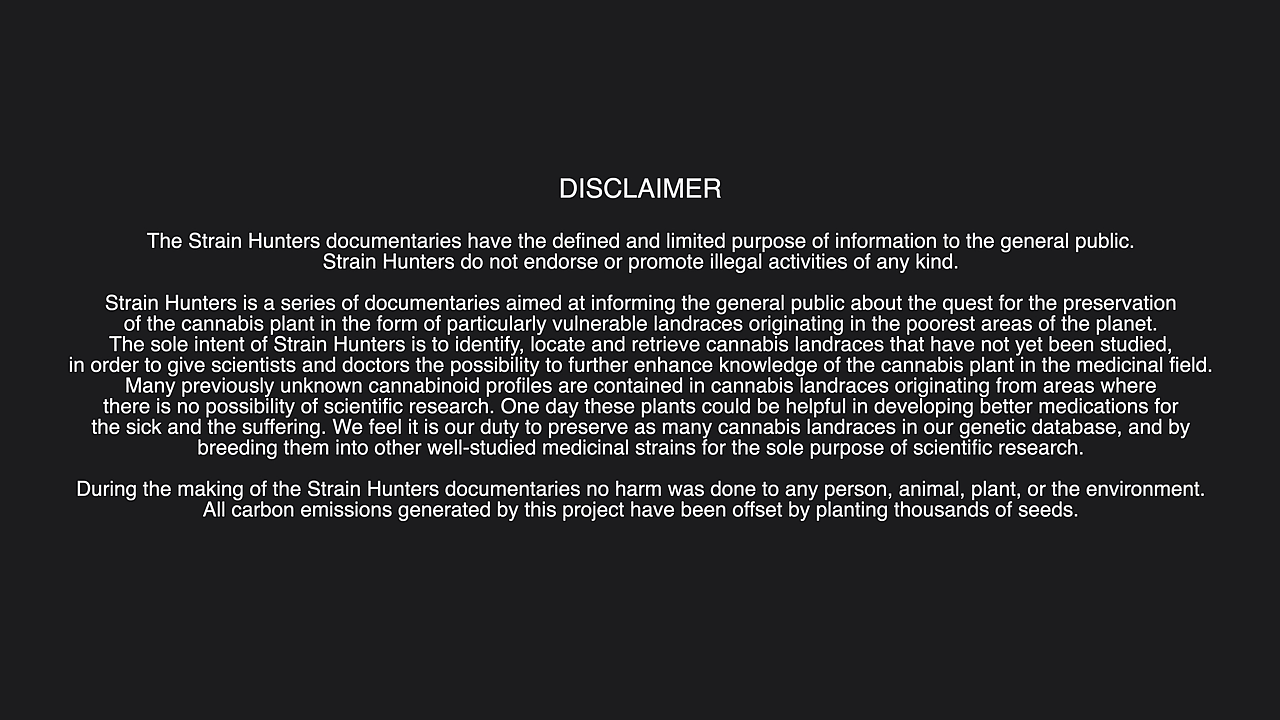 DISCLAIMER
The Strain Hunters documentaries have the defined and limited purpose of information to the general public.
Strain Hunters do not endorse or promote illegal activities of any kind.
Strain Hunters is a series of documentaries aimed at informing the general public about the quest for the preservation
of the cannabis plant in the form of particularly vulnerable landraces originating in the poorest areas of the planet.
The sole intent of Strain Hunters is to identify, locate and retrieve cannabis landraces that have not yet been studied,
in order to give scientists and doctors the possibility to further enhance knowledge of the cannabis plant in the medicinal field.
Many previously unknown cannabinoid profiles are contained in cannabis landraces originating from areas where
there is no possibility of scientific research. One day these plants could be helpful in developing better medications for
the sick and the suffering. We feel it is our duty to preserve as many cannabis landraces in our genetic database, and by
breeding them into other well-studied medicinal strains for the sole purpose of scientific research.
During the making of the Strain Hunters documentaries no harm was done to any person, animal, plant, or the environment.
All carbon emissions generated by this project have been offset by planting thousands of seeds.